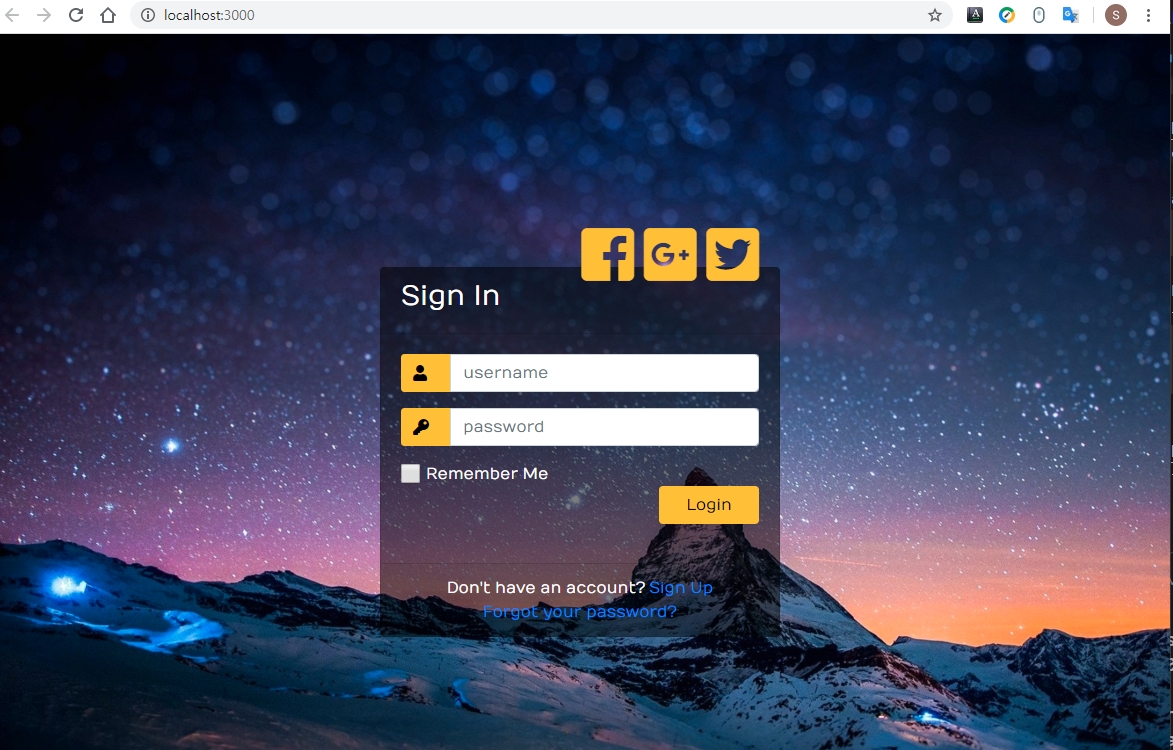 localhost:3000
S
Sign In
username
password
Remember Me
Login
Don't have an account? Sign Up
Forgot your password?